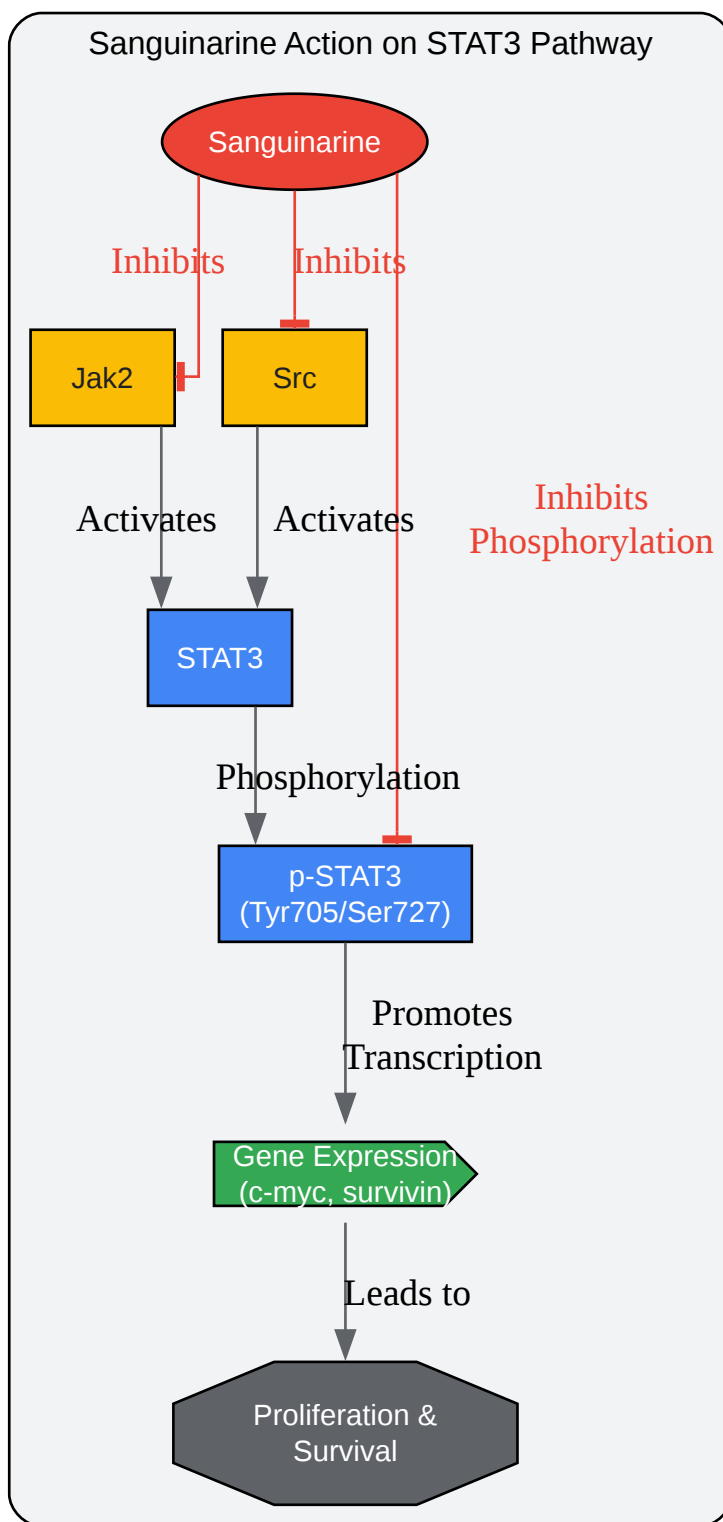 Sanguinarine Action on STAT3 Pathway
Sanguinarine
Inhibits
Inhibits
Jak2
Src
Inhibits
Phosphorylation
Activates
Activates
STAT3
Phosphorylation
p-STAT3
(Tyr705/Ser727)
Promotes
Transcription
Gene Expression
(c-myc, survivin)
Leads to
Proliferation &
Survival